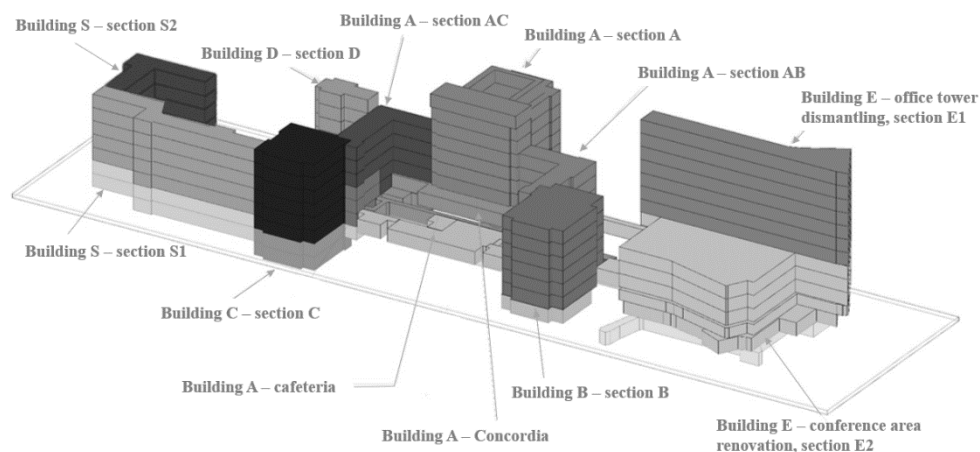 Building S – section S2
Building D – section D
Building A – section AC
Building A – section A
Building A – section AB
Building E – office tower
dismantling, section E1
Building S – section S1
Building C – section C
Building A – cafeteria
Building A – Concordia
Building B – section B
Building E – conference area
renovation, section E2